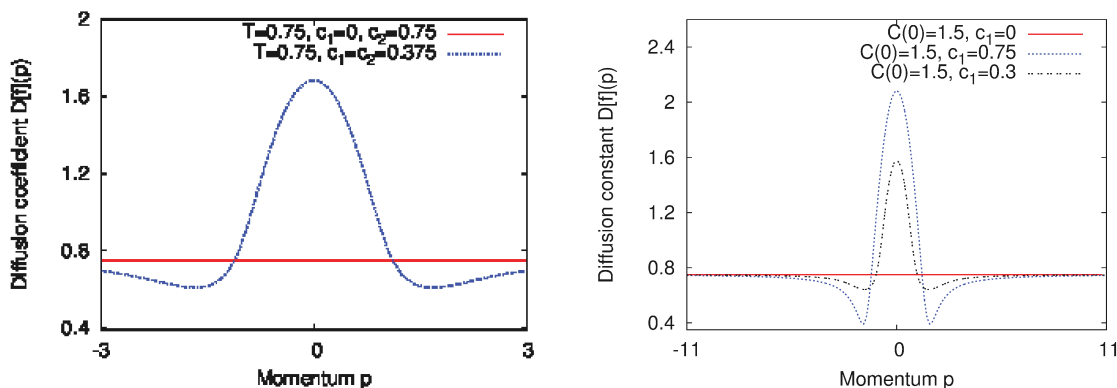 2
1.6
1.2
0.8
0.4
-3
0
3
Diffusion coefficient D[f](p)
Momentum p
T=0.75, c₁=0, c₂=0.75
T=0.75, c₁=c₂=0.375
2.4
2
1.6
1.2
0.8
0.4
-11
0
11
Diffusion constant D[f](p)
Momentum p
C(0)=1.5, c₁=0
C(0)=1.5, c₁=0.75
C(0)=1.5, c₁=0.3